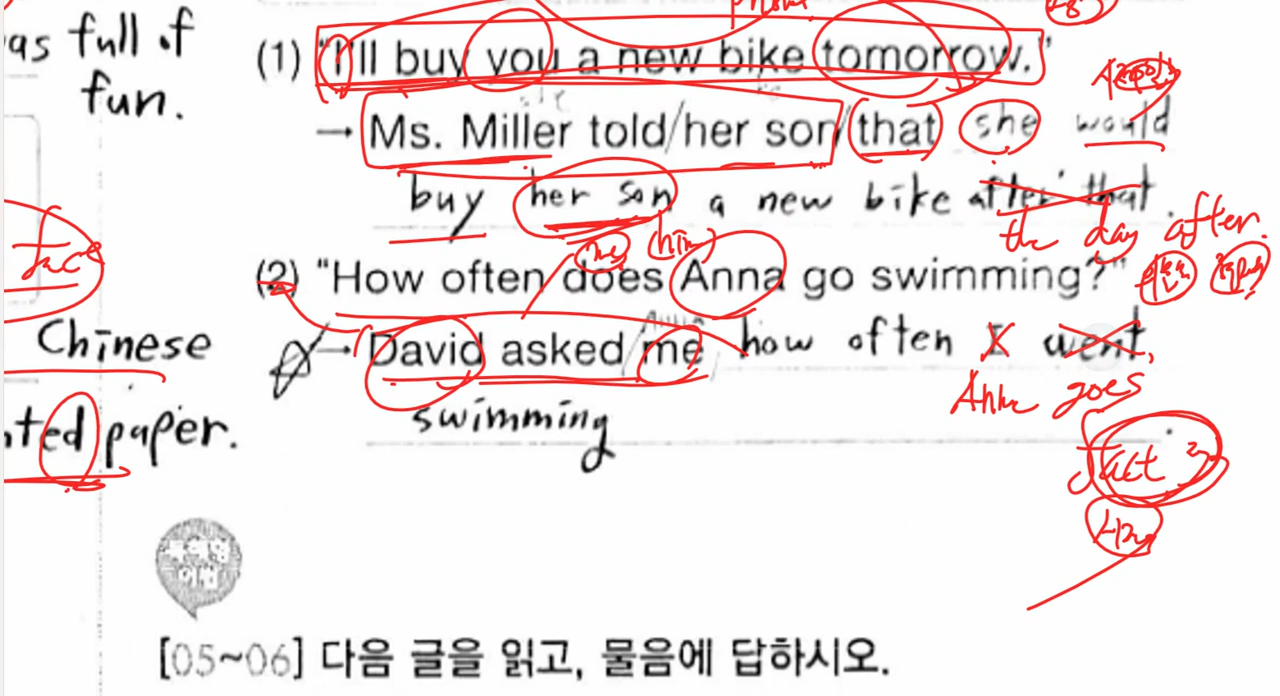 as full of
fun.
(1) "I'll buy you a new bike tomorrow."
→ Ms. Miller told/her son/that she would
buy her son a new bike after that.
the day after.
me (him)
(2) "How often does Anna go swimming?"
Chinese
→ David asked/me how often I went,
Anna goes
swimming
ted paper.
fact
[05~06] 다음 글을 읽고, 물음에 답하시오.